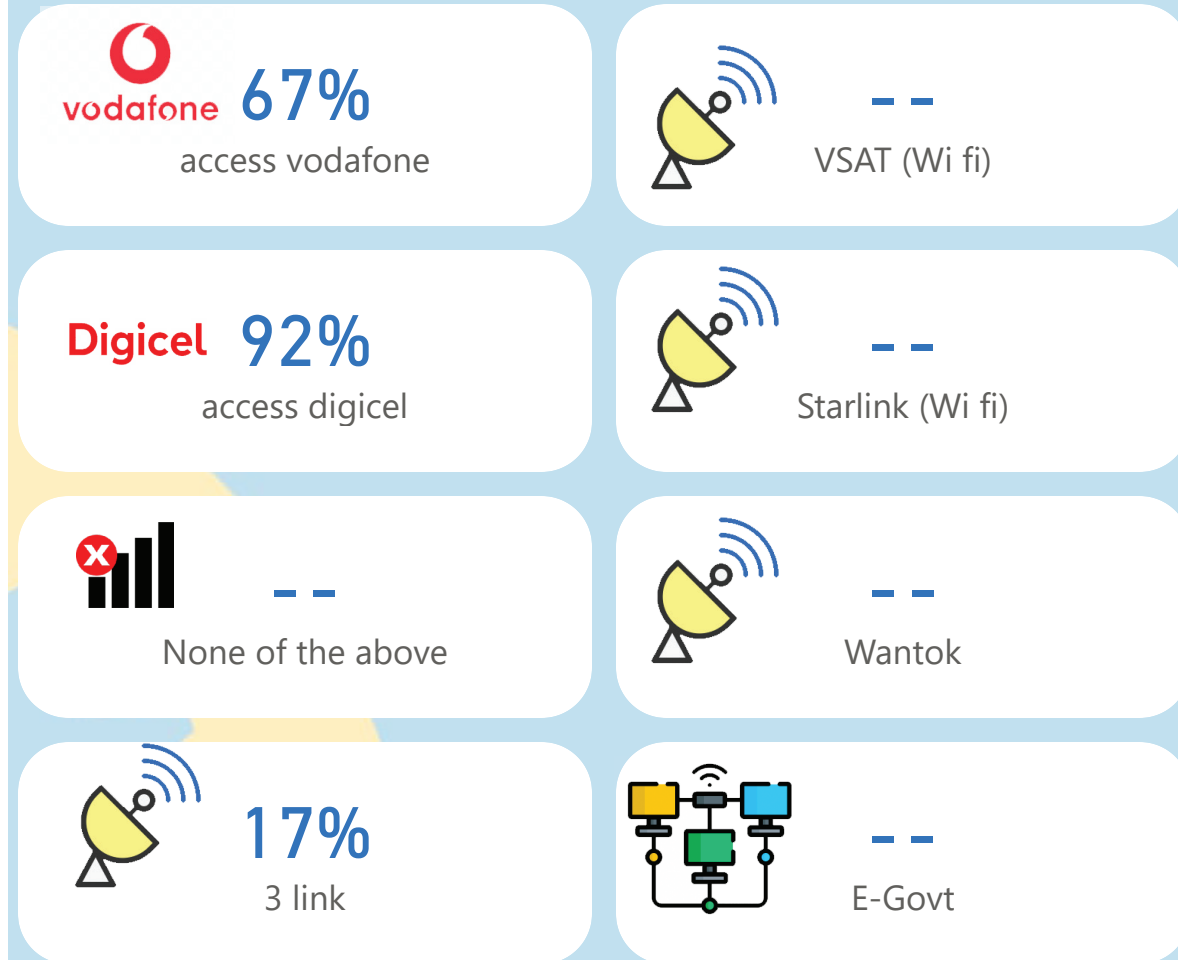 vodafone
67%
access vodafone
- -
VSAT (Wi fi)
Digicel
92%
access digicel
- -
Starlink (Wi fi)
X
- -
None of the above
- -
Wantok
17%
3 link
- -
E-Govt